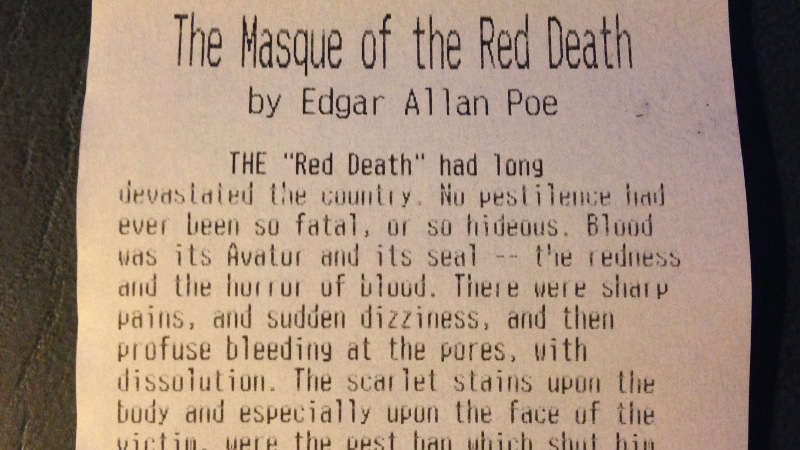 The Masque of the Red Death
by Edgar Allan Poe
THE "Red Death" had long
devastated the country. No pestilence had
ever been so fatal, or so hideous. Blood
was its Avatar and its seal -- the redness
and the horror of blood. There were sharp
pains, and sudden dizziness, and then
profuse bleeding at the pores, with
dissolution. The scarlet stains upon the
body and especially upon the face of the
victim, were the pest ban which shut him